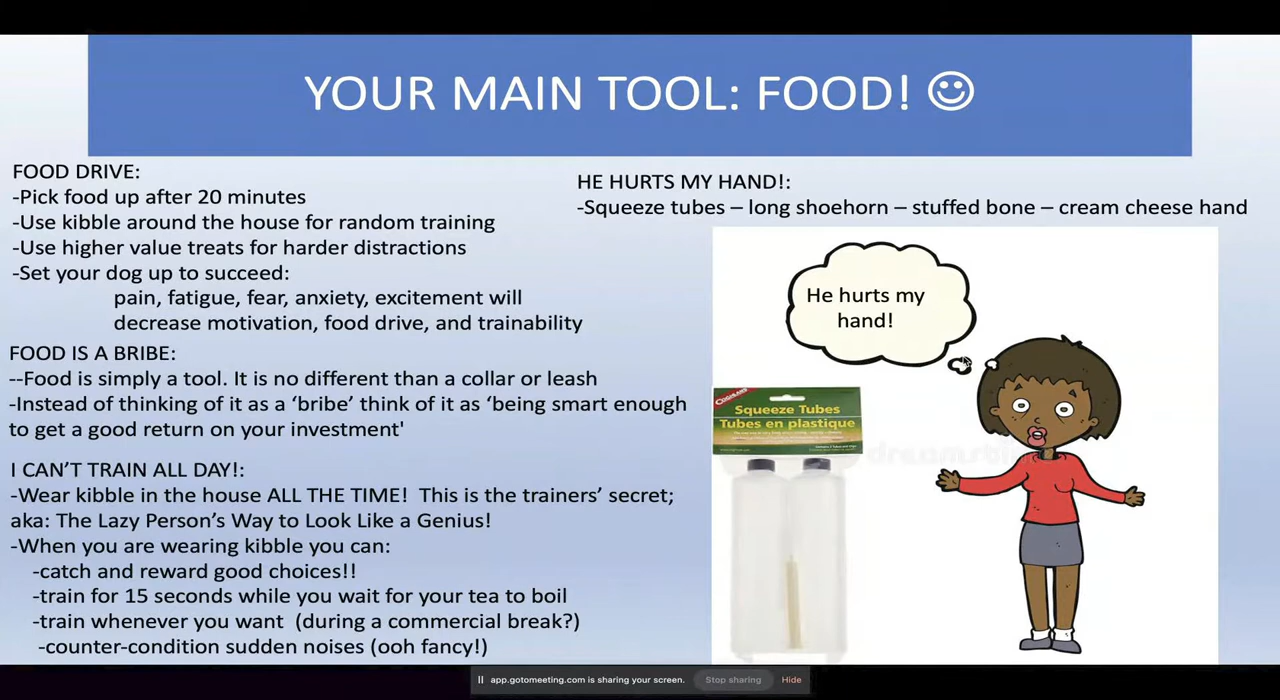 YOUR MAIN TOOL: FOOD! ☺
FOOD DRIVE:
-Pick food up after 20 minutes
-Use kibble around the house for random training
-Use higher value treats for harder distractions
-Set your dog up to succeed:
pain, fatigue, fear, anxiety, excitement will
decrease motivation, food drive, and trainability
FOOD IS A BRIBE:
--Food is simply a tool. It is no different than a collar or leash
-Instead of thinking of it as a ‘bribe’ think of it as ‘being smart enough
to get a good return on your investment'
I CAN’T TRAIN ALL DAY!:
-Wear kibble in the house ALL THE TIME!  This is the trainers’ secret;
aka: The Lazy Person’s Way to Look Like a Genius!
-When you are wearing kibble you can:
-catch and reward good choices!!
-train for 15 seconds while you wait for your tea to boil
-train whenever you want  (during a commercial break?)
-counter-condition sudden noises (ooh fancy!)
HE HURTS MY HAND!:
-Squeeze tubes – long shoehorn – stuffed bone – cream cheese hand
He hurts my
hand!
COGHLANS
Squeeze Tubes
Tubes en plastique
app.gotomeeting.com is sharing your screen.
Stop sharing
Hide